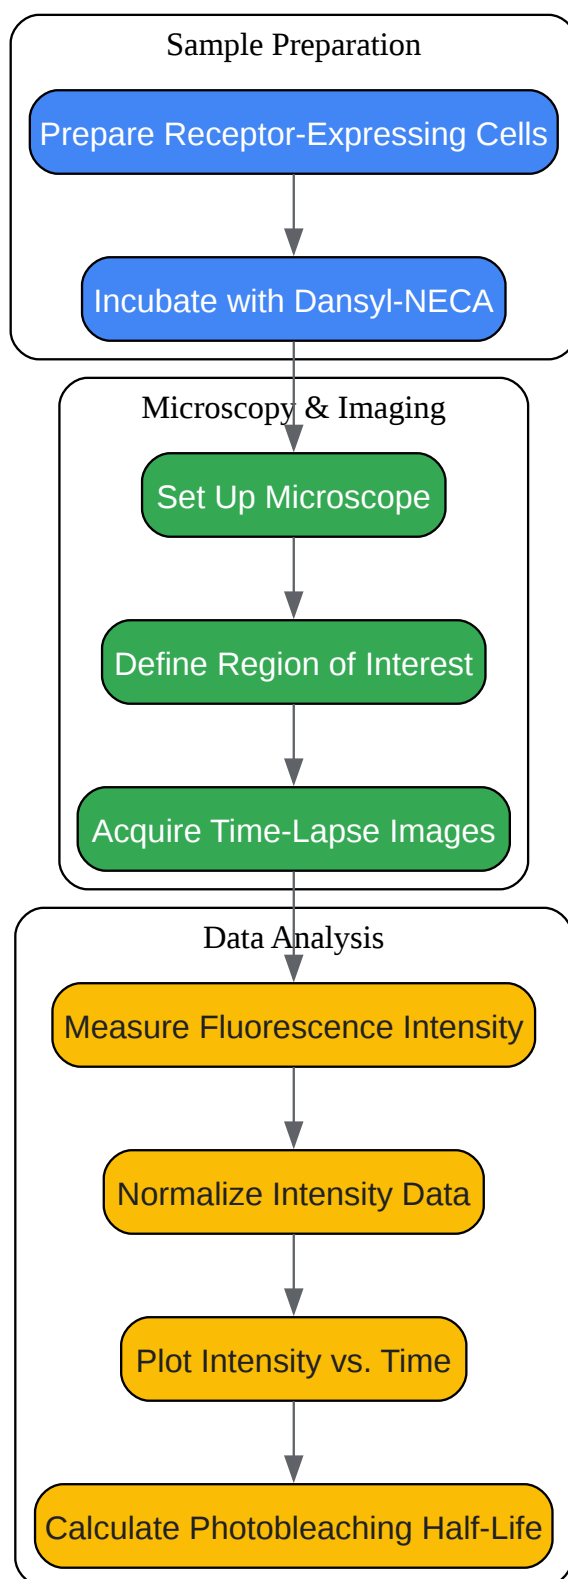 Sample Preparation
Prepare Receptor-Expressing Cells
Incubate with Dansyl-NECA
Microscopy & Imaging
Set Up Microscope
Define Region of Interest
Acquire Time-Lapse Images
Data Analysis
Measure Fluorescence Intensity
Normalize Intensity Data
Plot Intensity vs. Time
Calculate Photobleaching Half-Life